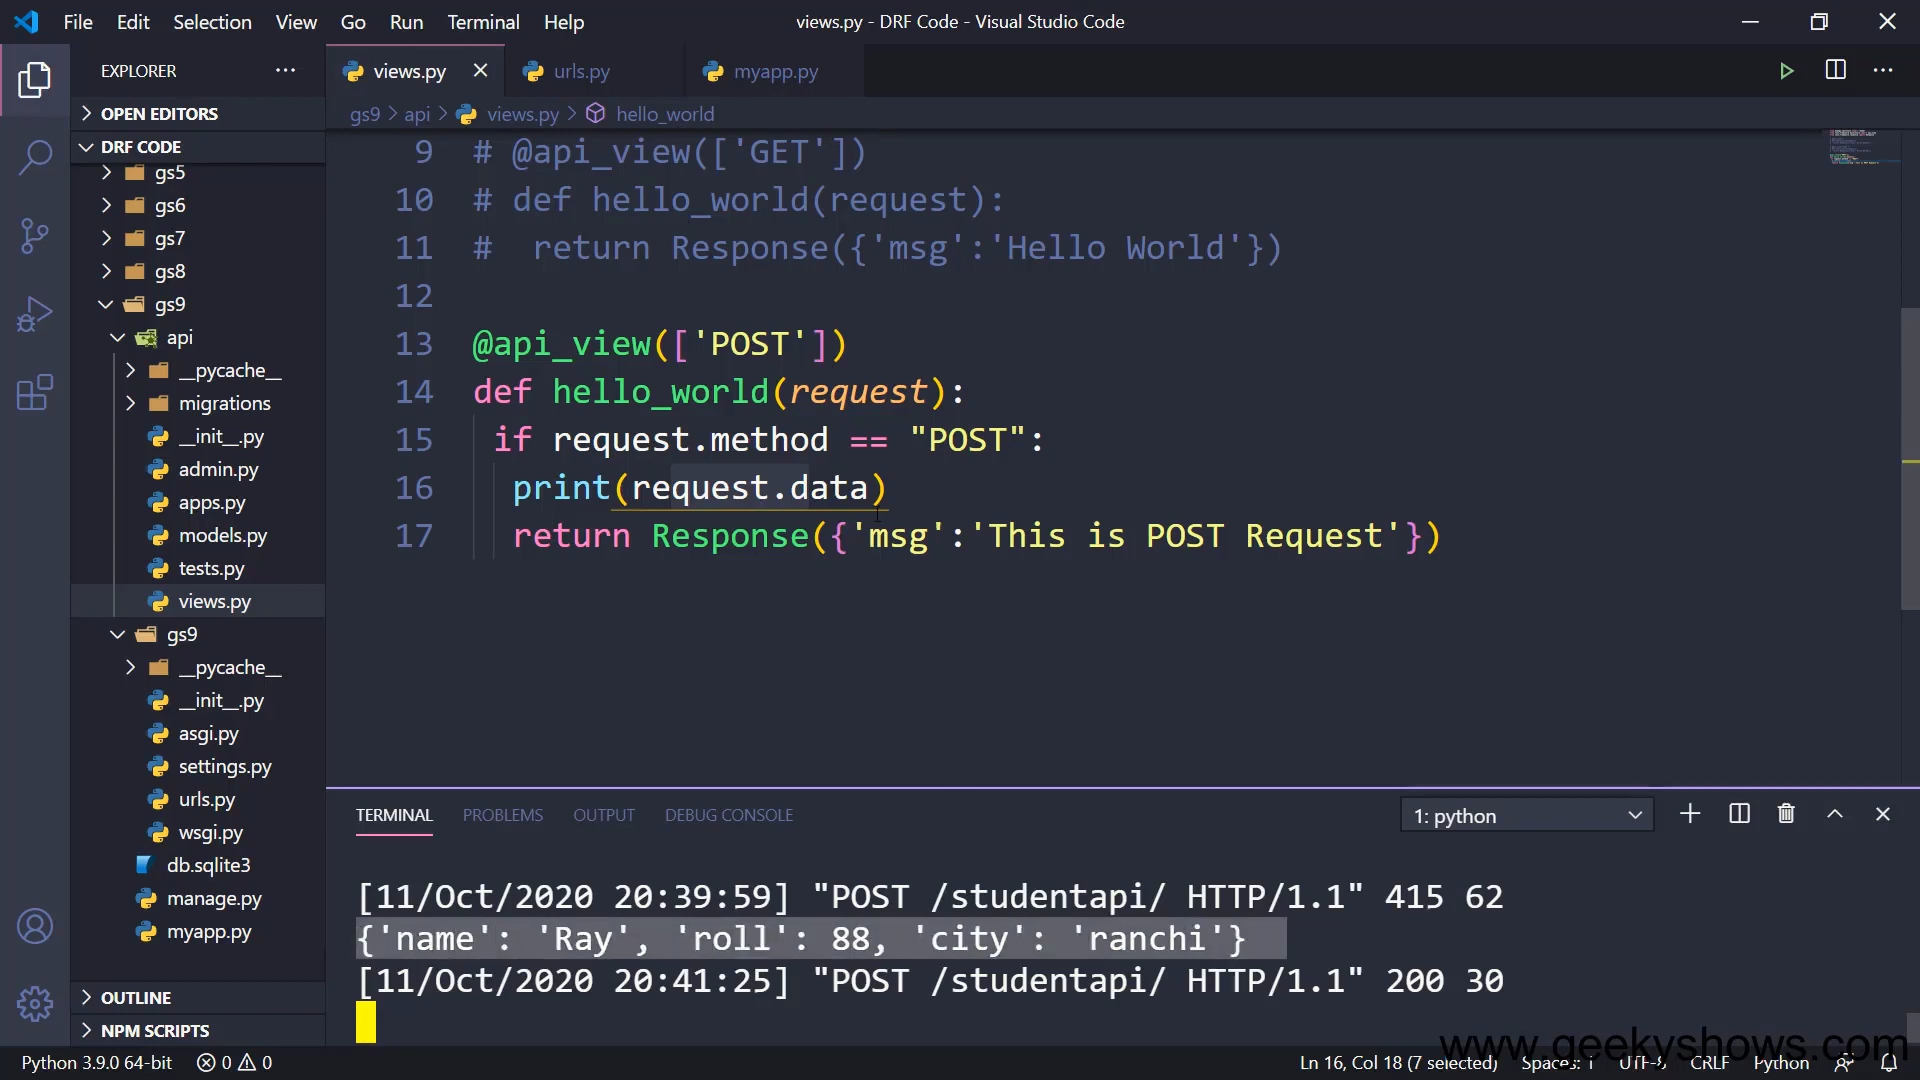 File Edit Selection View Go Run Terminal Help
views.py - DRF Code - Visual Studio Code
EXPLORER
OPEN EDITORS
DRF CODE
gs5
gs6
gs7
gs8
gs9
api
__pycache__
migrations
__init__.py
admin.py
apps.py
models.py
tests.py
views.py
gs9
__pycache__
__init__.py
asgi.py
settings.py
urls.py
wsgi.py
db.sqlite3
manage.py
myapp.py
OUTLINE
NPM SCRIPTS
views.py urls.py myapp.py
gs9 > api > views.py > hello_world
9 # @api_view(['GET'])
10 # def hello_world(request):
11 #  return Response({'msg':'Hello World'})
12
13 @api_view(['POST'])
14 def hello_world(request):
15  if request.method == "POST":
16   print(request.data)
17   return Response({'msg':'This is POST Request'})
TERMINAL PROBLEMS OUTPUT DEBUG CONSOLE
1: python
[11/Oct/2020 20:39:59] "POST /studentapi/ HTTP/1.1" 415 62
{'name': 'Ray', 'roll': 88, 'city': 'ranchi'}
[11/Oct/2020 20:41:25] "POST /studentapi/ HTTP/1.1" 200 30
www.geekyshows.com
Python 3.9.0 64-bit 0 0 Ln 16, Col 18 (7 selected) Spaces: 1 UTF-8 CRLF Python